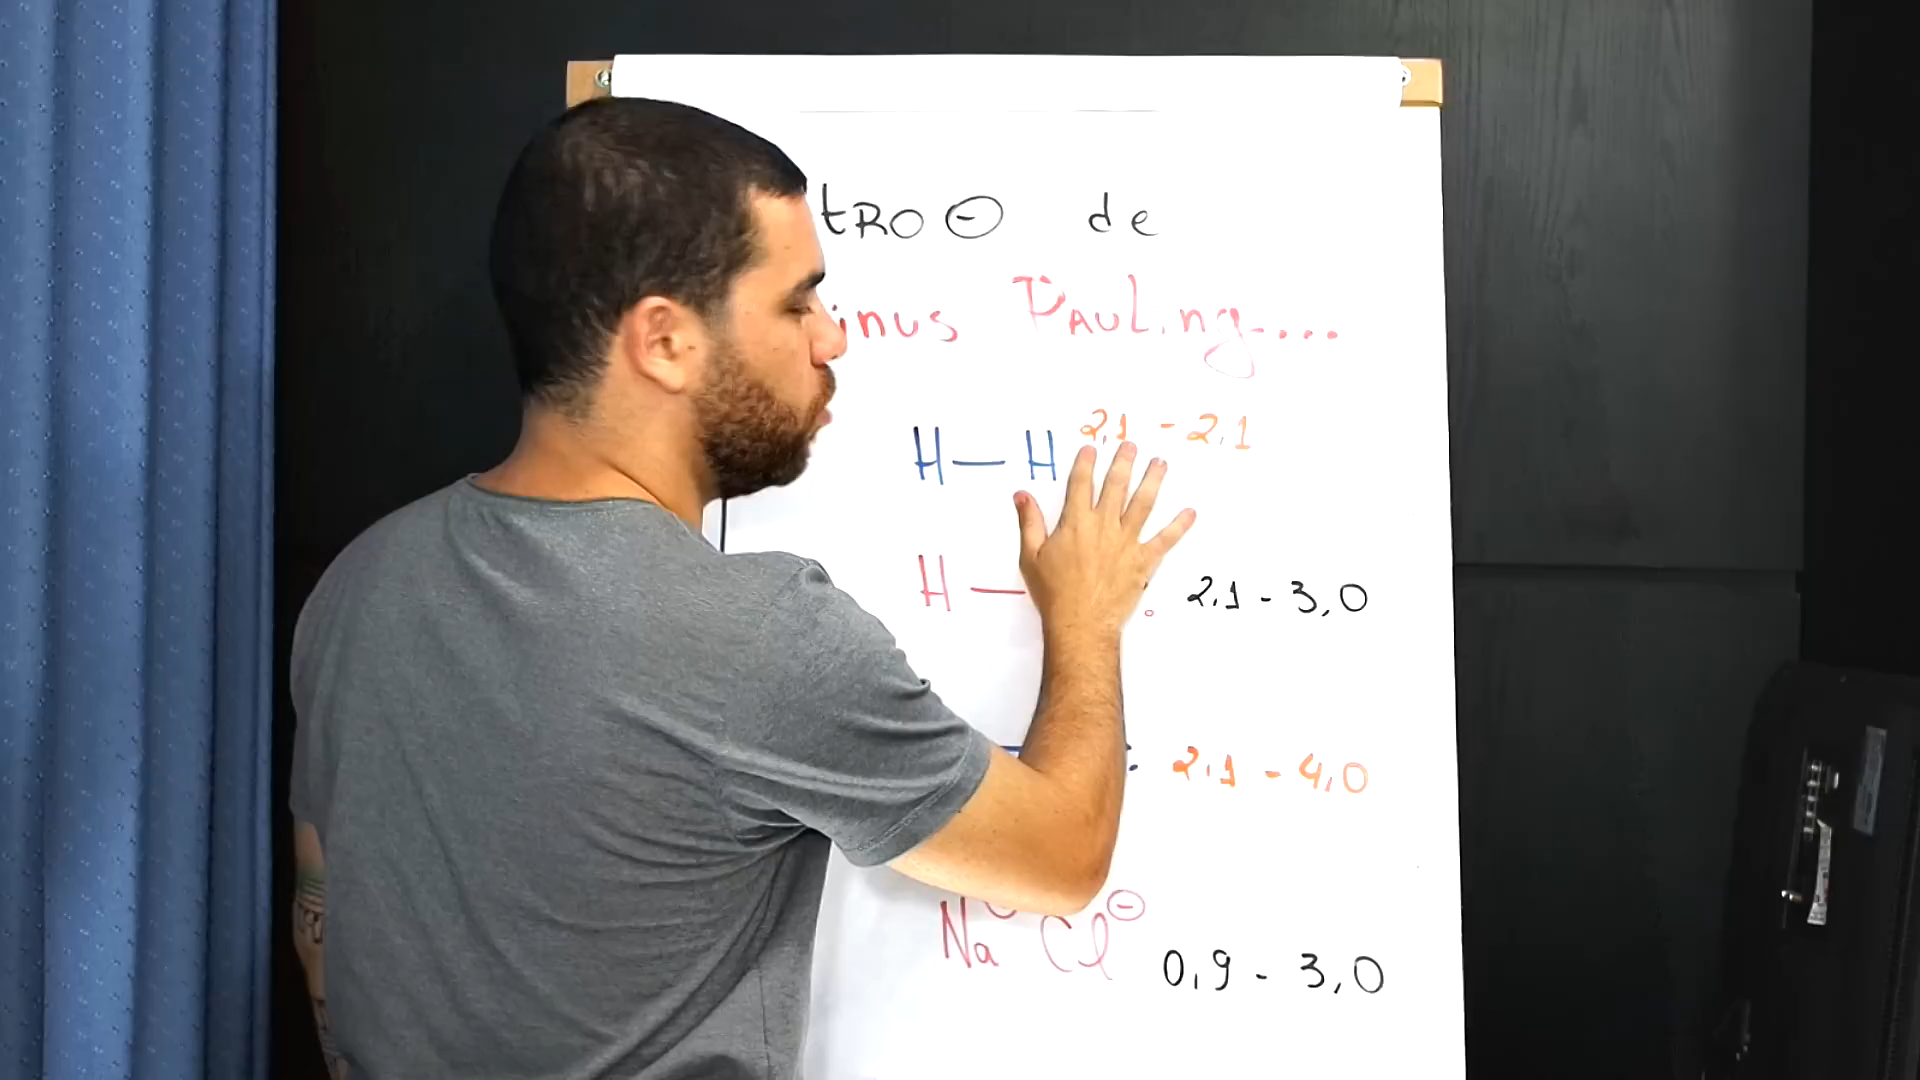 tRO⊖ de
inus PAULing....
H—H 2,1 - 2,1
H— 2,1 - 3,0
2,1 - 4,0
Na Cl⊖ 0,9 - 3,0